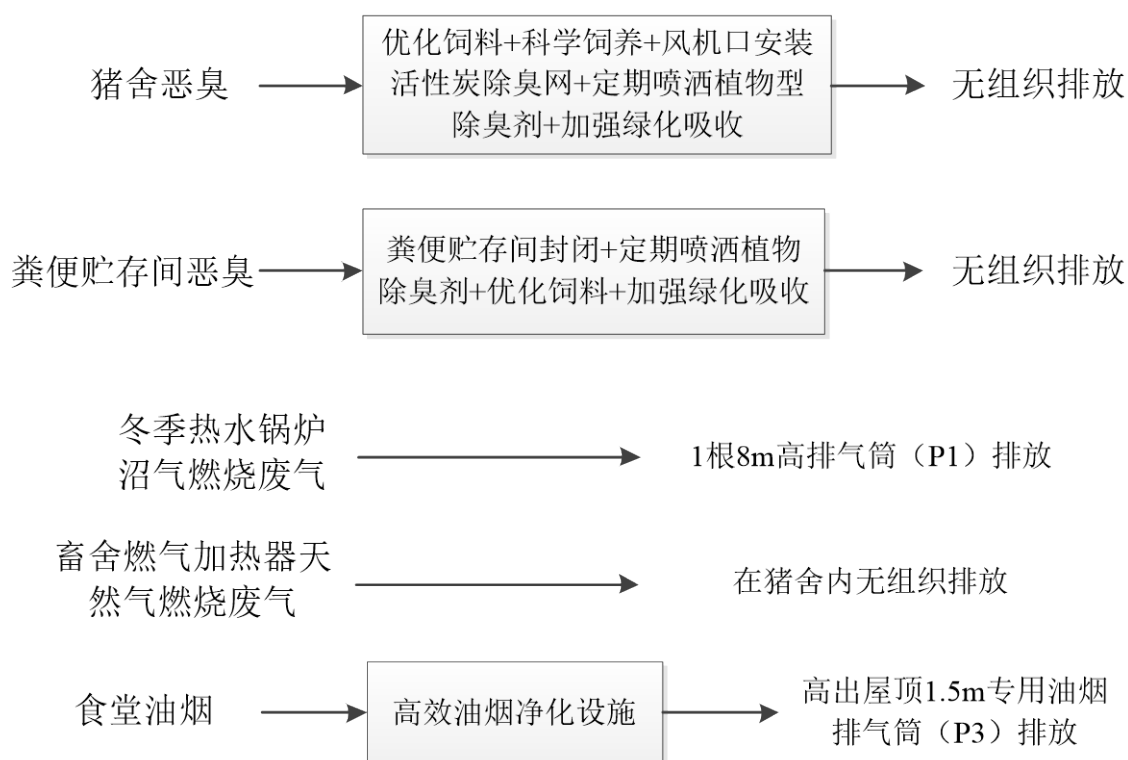 猪舍恶臭
优化饲料+科学饲养+风机口安装
活性炭除臭网+定期喷洒植物型
除臭剂+加强绿化吸收
无组织排放
粪便贮存间恶臭
粪便贮存间封闭+定期喷洒植物
除臭剂+优化饲料+加强绿化吸收
无组织排放
冬季热水锅炉
沼气燃烧废气
1根8m高排气筒（P1）排放
畜舍燃气加热器天
然气燃烧废气
在猪舍内无组织排放
食堂油烟
高效油烟净化设施
高出屋顶1.5m专用油烟
排气筒（P3）排放